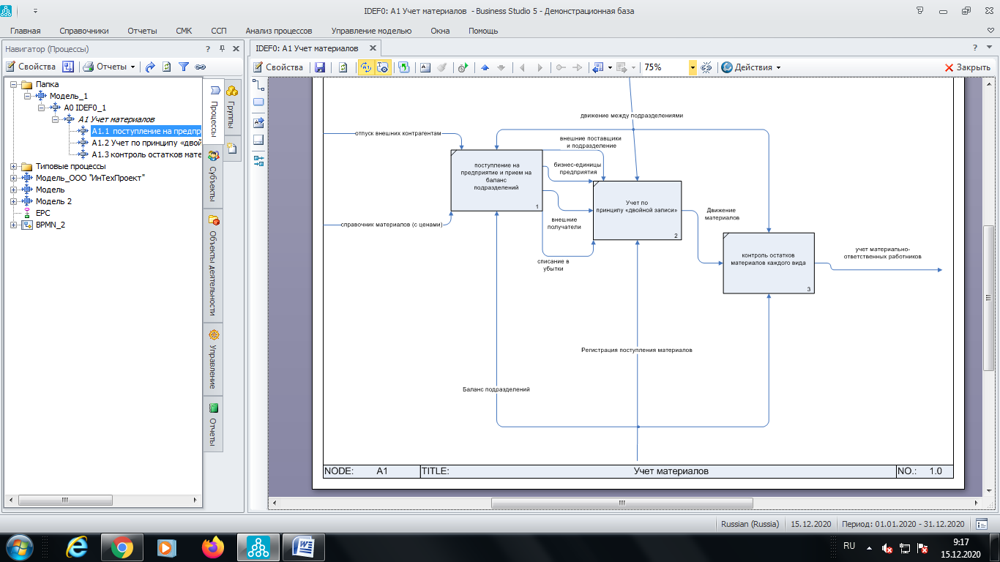 IDEF0: A1 Учет материалов - Business Studio 5 - Демонстрационная база
Главная Справочники Отчеты СМК ССП Анализ процессов Управление моделью Окна Помощь
Навигатор (Процессы)
Свойства Отчеты
Папка
Модель_1
A0 IDEF0_1
A1 Учет материалов
A1.1 поступление на предпр
A1.2 Учет по принципу «двой
A1.3 контроль остатков мате
Типовые процессы
Модель_ООО "ИнТехПроект"
Модель
Модель 2
EPC
BPMN_2
Процессы
Субъекты
Объекты деятельности
Управление
Отчеты
Группы
IDEF0: A1 Учет материалов
Свойства 75% Действия Закрыть
движение между подразделениями
отпуск внешних контрагентам
внешние поставщики
и подразделение
поступление на
предприятие и прием на
баланс
подразделений
1
бизнес-единицы
предприятия
Учет по
принципу «двойной записи»
2
справочник материалов (с ценами)
внешние
получатели
списание в
убытки
Движение
материалов
контроль остатков
материалов каждого вида
3
учет материально-
ответственных работников
Регистрация поступления материалов
Баланс подразделений
NODE: A1 TITLE: Учет материалов NO.: 1.0
Russian (Russia) 15.12.2020 Период: 01.01.2020 - 31.12.2020
RU
9:17
15.12.2020